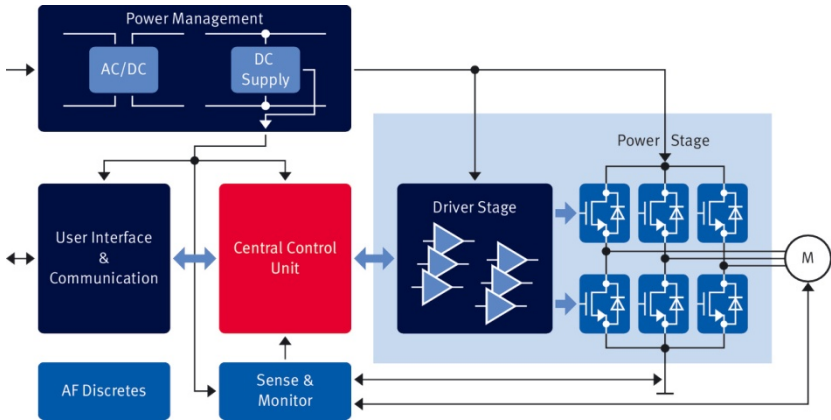 Power Management
AC/DC
DC
Supply
Power Stage
User Interface
&
Communication
Central Control
Unit
Driver Stage
M
AF Discretes
Sense &
Monitor